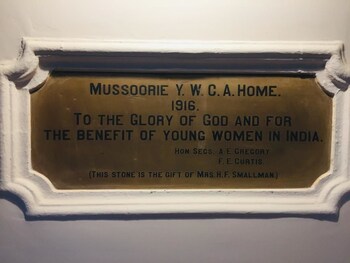 MUSSOORIE Y. W. C. A. HOME.
1916.
TO THE GLORY OF GOD AND FOR
THE BENEFIT OF YOUNG WOMEN IN INDIA.
HON SECY. A. E. GREGORY.
F. E. CURTIS.
(THIS STONE IS THE GIFT OF MRS. H. F. SMALLMAN.)